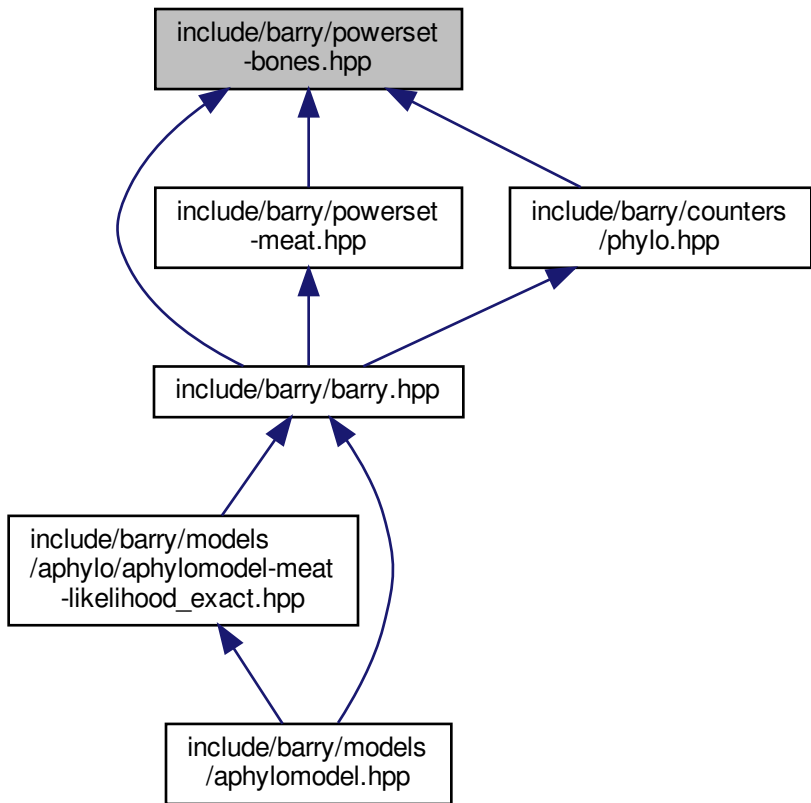 include/barry/powerset
-bones.hpp
include/barry/powerset
-meat.hpp
include/barry/counters
/phylo.hpp
include/barry/barry.hpp
include/barry/models
/aphylo/aphylomodel-meat
-likelihood_exact.hpp
include/barry/models
/aphylomodel.hpp